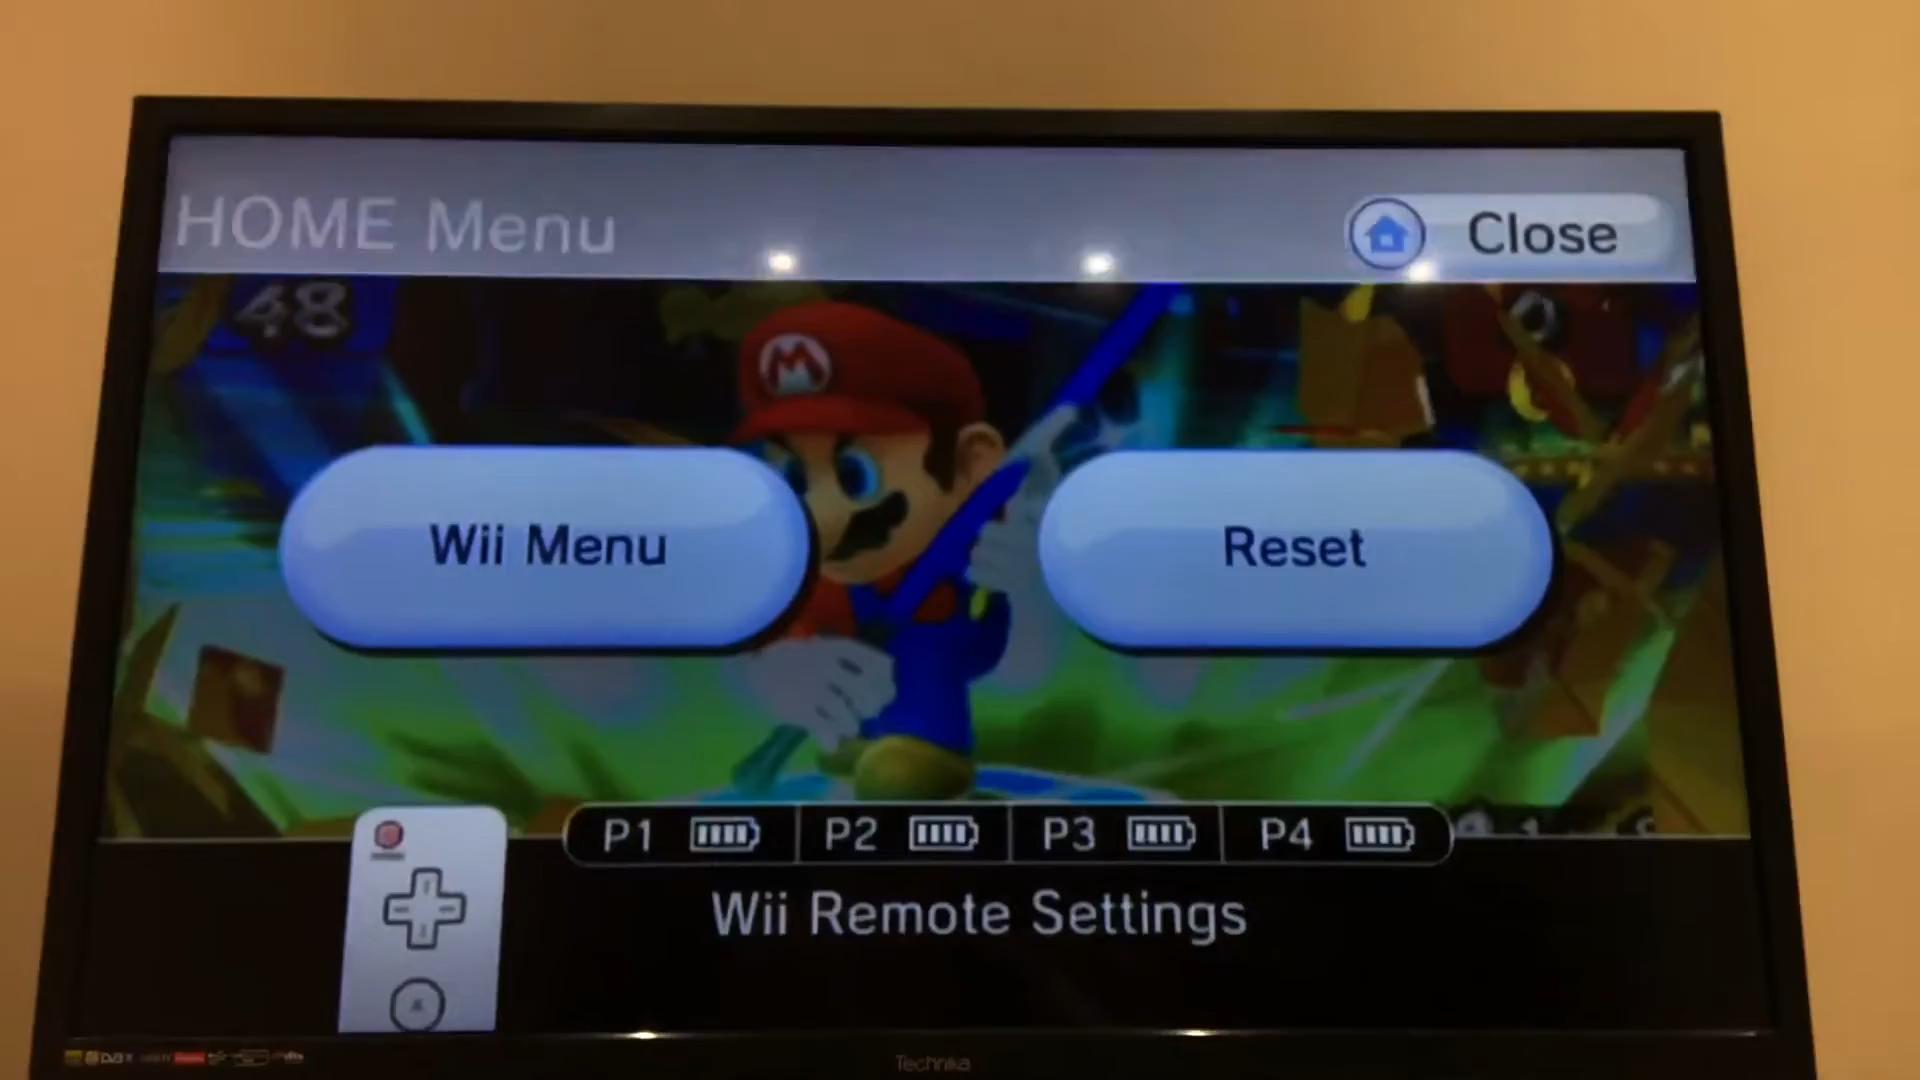 HOME Menu
Close
48
M
Wii Menu
Reset
P1 P2 P3 P4
Wii Remote Settings
A
Technika